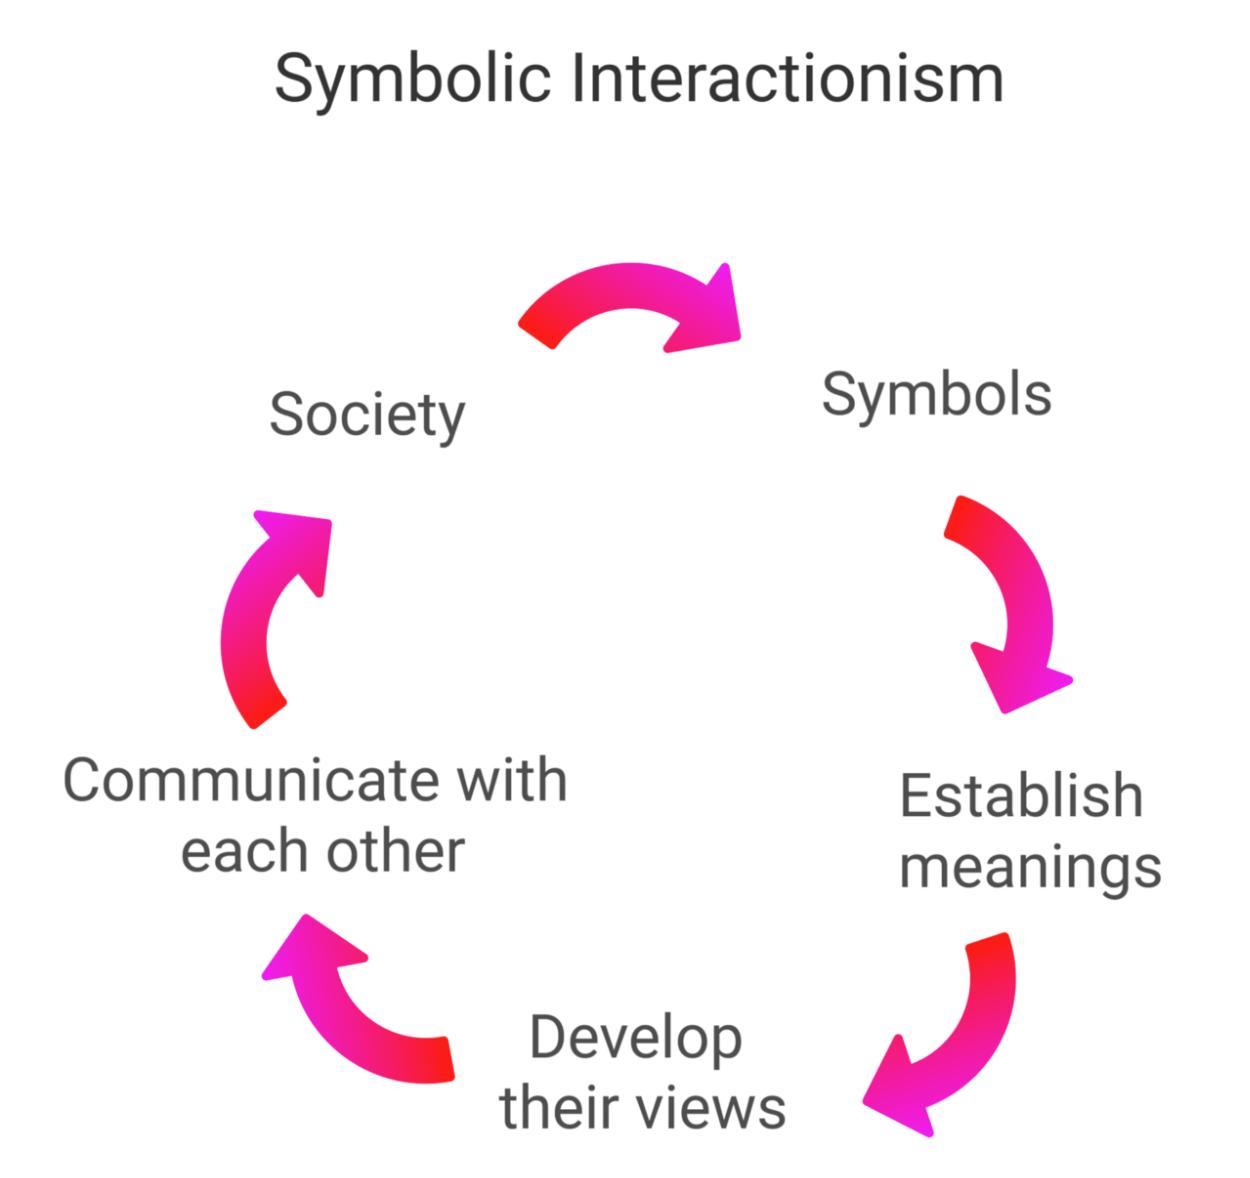 Symbolic Interactionism
Society
Symbols
Communicate with
each other
Establish
meanings
Develop
their views